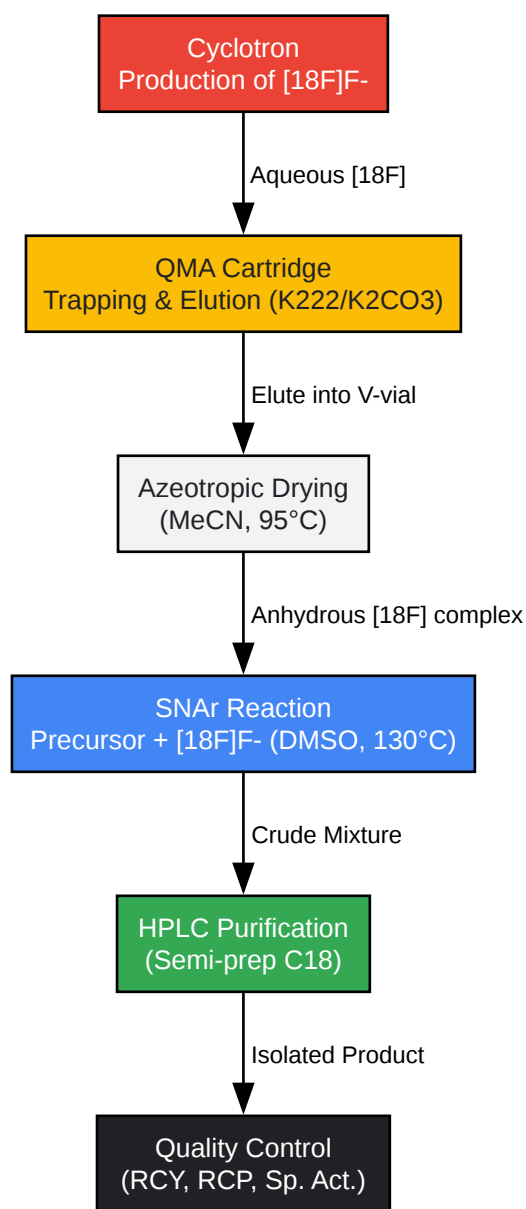 Cyclotron
Production of [18F]F-
Aqueous [18F]
QMA Cartridge
Trapping & Elution (K222/K2CO3)
Elute into V-vial
Azeotropic Drying
(MeCN, 95°C)
Anhydrous [18F] complex
SNAr Reaction
Precursor + [18F]F- (DMSO, 130°C)
Crude Mixture
HPLC Purification
(Semi-prep C18)
Isolated Product
Quality Control
(RCY, RCP, Sp. Act.)